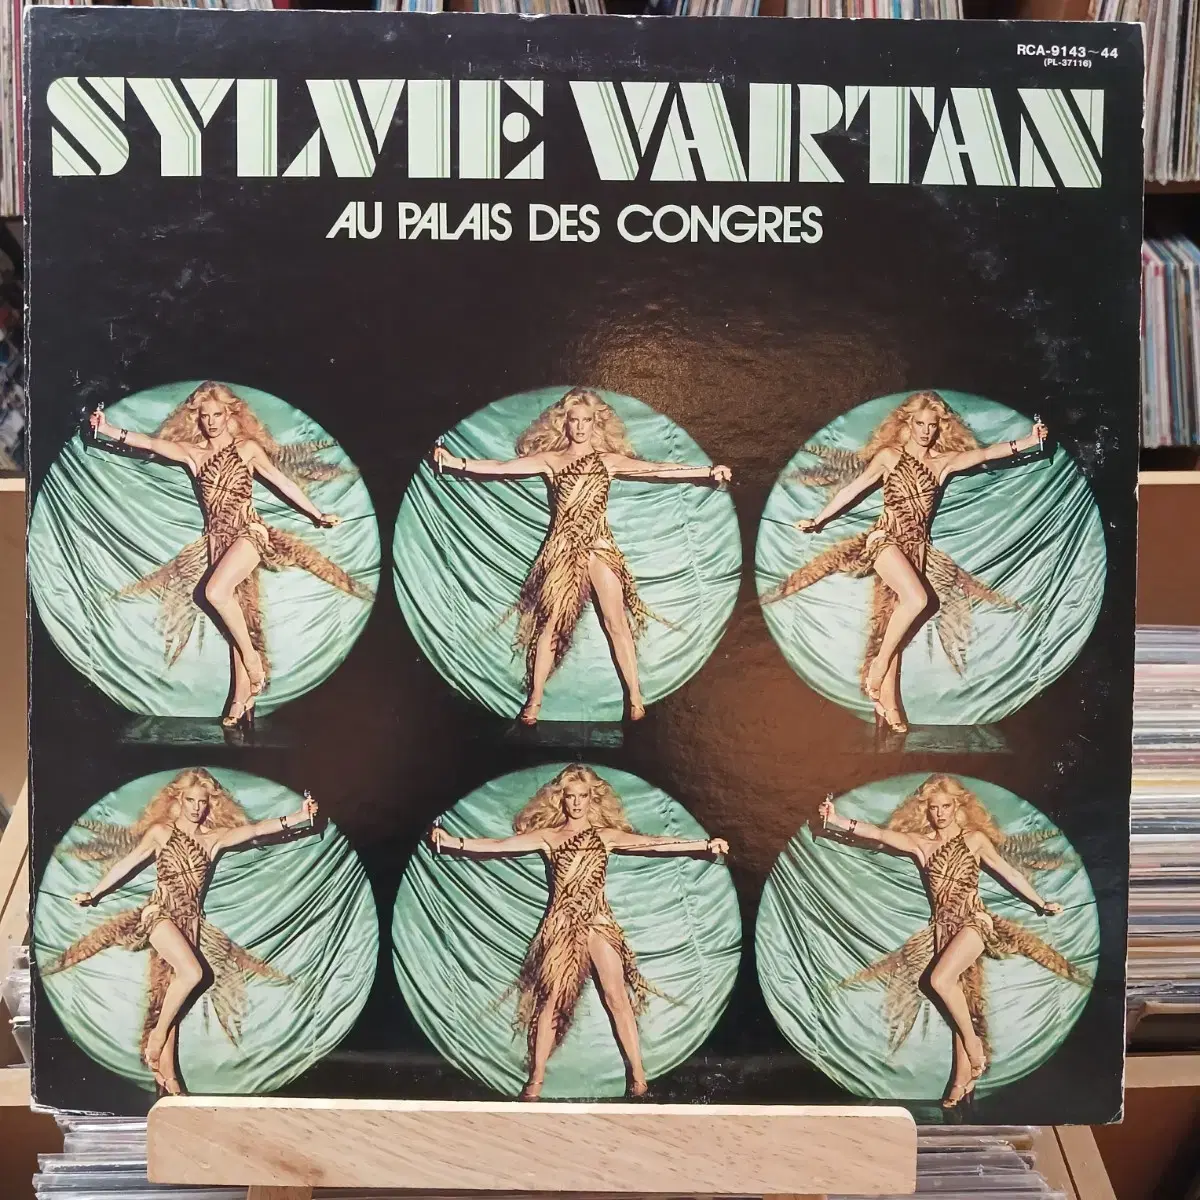 RCA-9143~44
(PL-37116)
SYLVIE VARTAN
AU PALAIS DES CONGRES